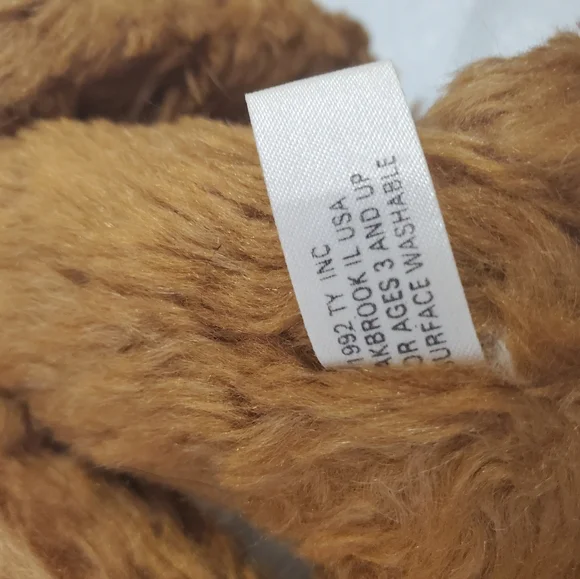 1992 TY INC
AKBROOK IL USA
OR AGES 3 AND UP
URFACE WASHABLE